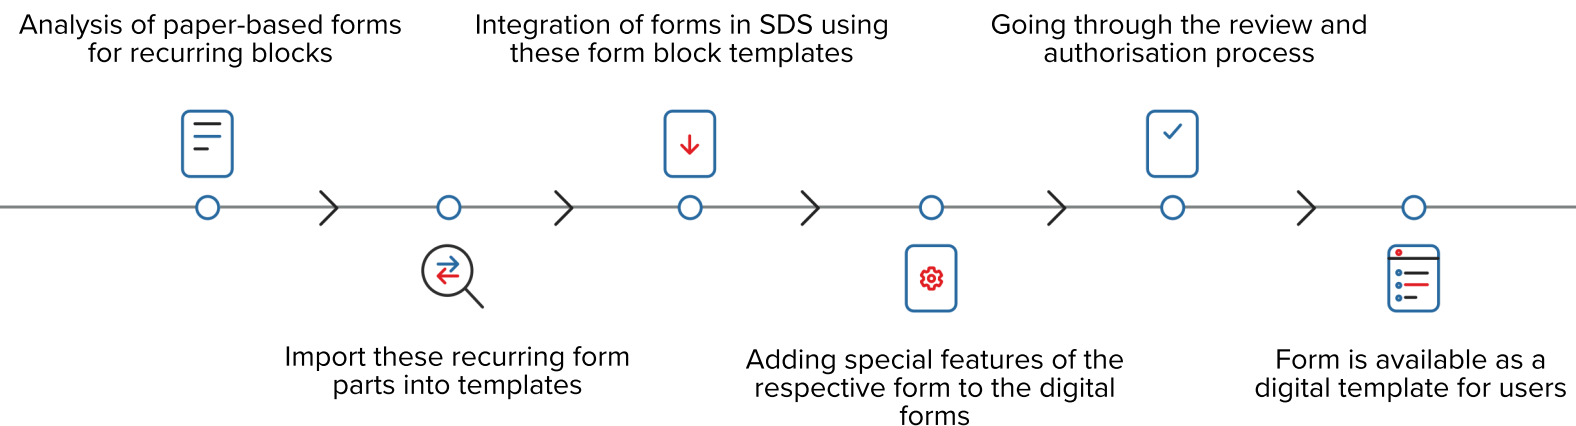 Analysis of paper-based forms
for recurring blocks
Import these recurring form
parts into templates
Integration of forms in SDS using
these form block templates
Adding special features of the
respective form to the digital
forms
Going through the review and
authorisation process
Form is available as a
digital template for users